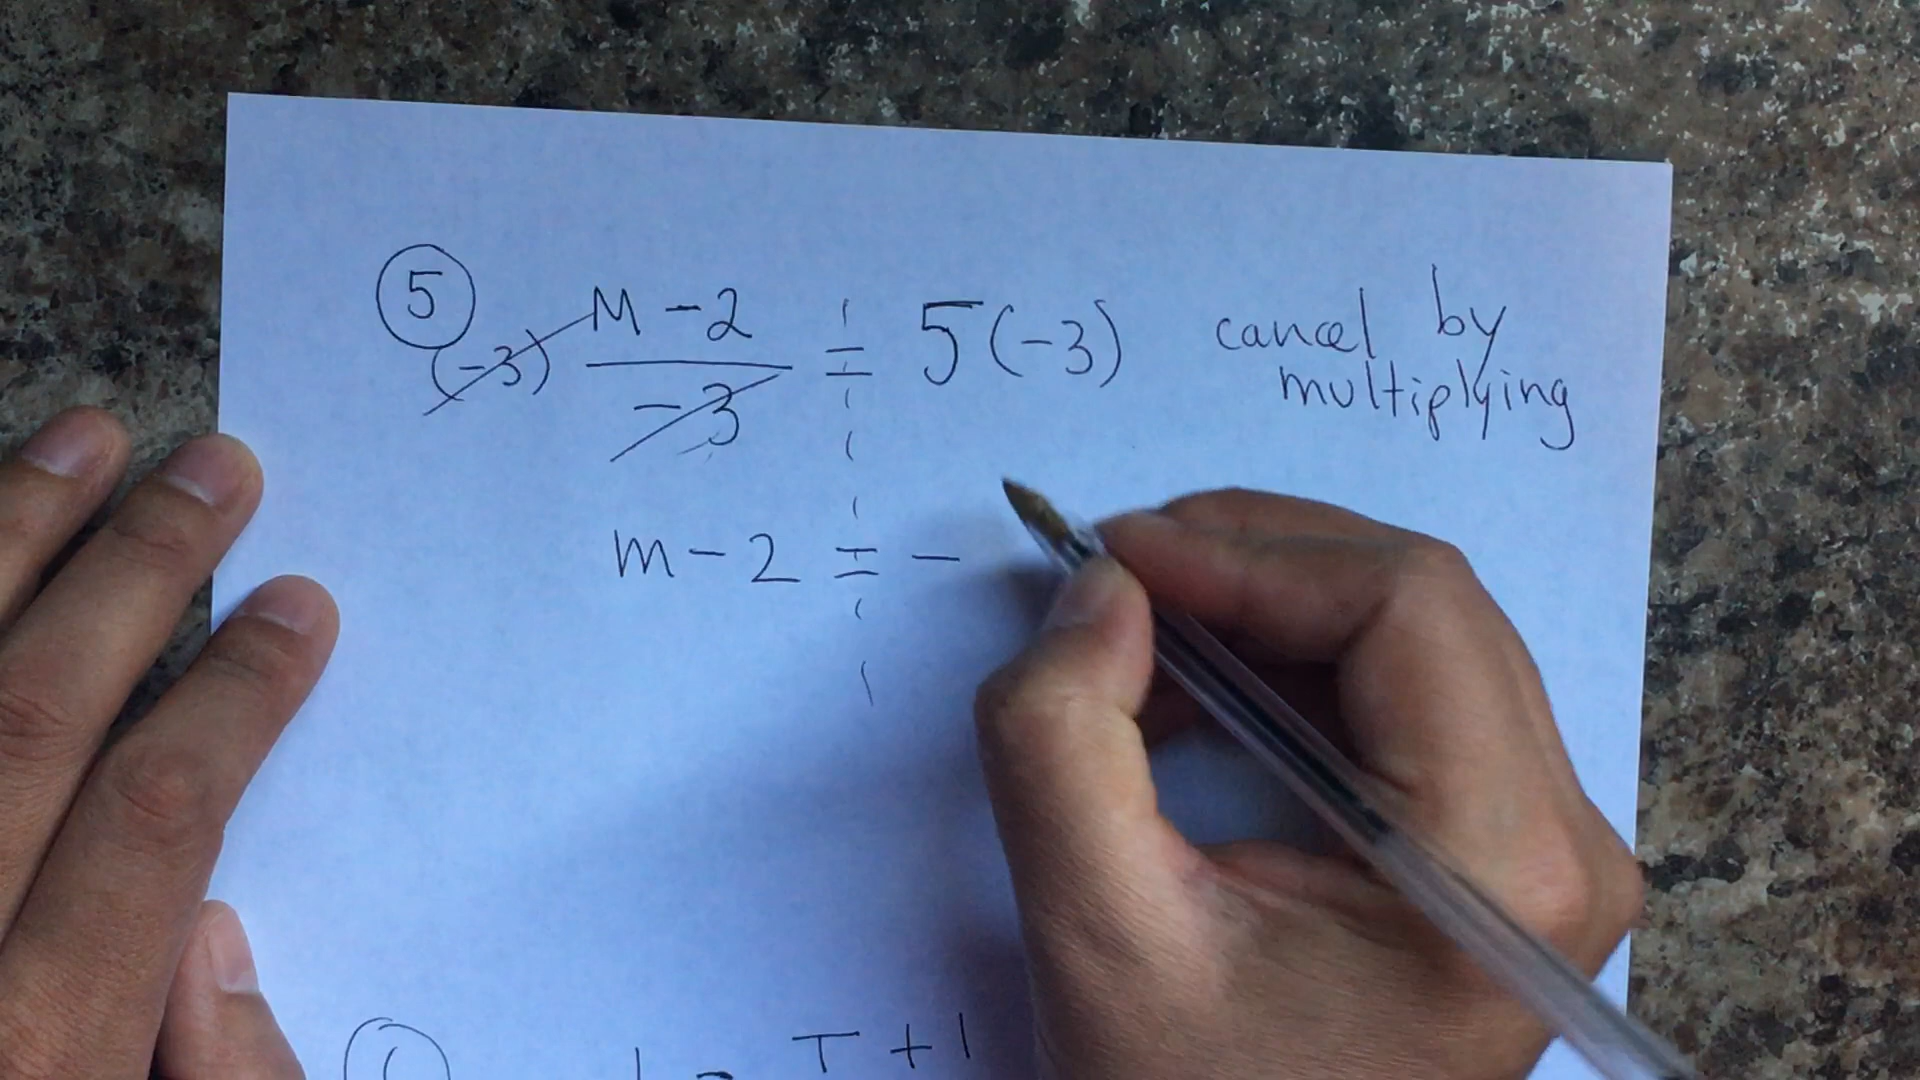 5
(-3) M-2 = 5(-3) cancel by
-3 multiplying
m-2 = -
T+1